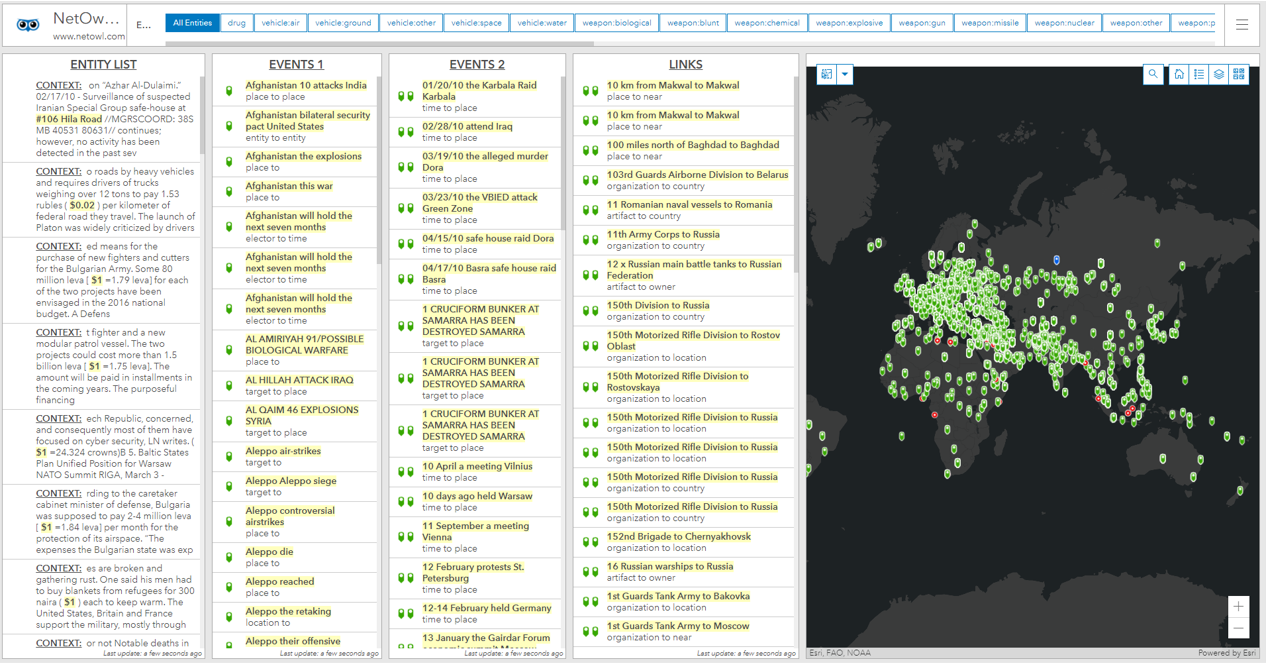 NetOw...
www.netowl.com
E...
All Entities
drug
vehicle:air
vehicle:ground
vehicle:other
vehicle:space
vehicle:water
weapon:biological
weapon:blunt
weapon:chemical
weapon:explosive
weapon:gun
weapon:missile
weapon:nuclear
weapon:other
weapon:p
ENTITY LIST
CONTEXT: on "Azhar Al-Dulaimi."
02/17/10 - Surveillance of suspected
Iranian Special Group safe-house at
#106 Hila Road //MGRSCOORD: 38S
MB 40531 80631// continues;
however, no activity has been
detected in the past sev
CONTEXT: o roads by heavy vehicles
and requires drivers of trucks
weighing over 12 tons to pay 1.53
rubles ( $0.02 ) per kilometer of
federal road they travel. The launch of
Platon was widely criticized by drivers
CONTEXT: ed means for the
purchase of new fighters and cutters
for the Bulgarian Army. Some 80
million leva [ $1 =1.79 leva] for each
of the two projects have been
envisaged in the 2016 national
budget. A Defens
CONTEXT: t fighter and a new
modular patrol vessel. The two
projects could cost more than 1.5
billion leva [ $1 =1.75 leva]. The
amount will be paid in installments in
the coming years. The purposeful
financing
CONTEXT: ech Republic, concerned,
and consequently most of them have
focused on cyber security, LN writes. (
$1 =24.324 crowns)B 5. Baltic States
Plan Unified Position for Warsaw
NATO Summit RIGA, March 3 -
CONTEXT: rding to the caretaker
cabinet minister of defense, Bulgaria
was supposed to pay 2-4 million leva
[ $1 =1.84 leva] per month for the
protection of its airspace. "The
expenses the Bulgarian state was exp
CONTEXT: es are broken and
gathering rust. One said his men had
to buy blankets from refugees for 300
naira ( $1 ) each to keep warm. The
United States, Britain and France
support the military, mostly through
CONTEXT: or not Notable deaths in
Last update: a few seconds ago
EVENTS 1
Afghanistan 10 attacks India
place to place
Afghanistan bilateral security
pact United States
entity to entity
Afghanistan the explosions
place to
Afghanistan this war
place to
Afghanistan will hold the
next seven months
elector to time
Afghanistan will hold the
next seven months
elector to time
Afghanistan will hold the
next seven months
elector to time
AL AMIRIYAH 91/POSSIBLE
BIOLOGICAL WARFARE
place to
AL HILLAH ATTACK IRAQ
target to place
AL QAIM 46 EXPLOSIONS
SYRIA
target to place
Aleppo air-strikes
target to
Aleppo Aleppo siege
target to
Aleppo controversial
airstrikes
place to
Aleppo die
place to
Aleppo reached
place to
Aleppo the retaking
location to
Aleppo their offensive
Last update: a few seconds ago
EVENTS 2
01/20/10 the Karbala Raid
Karbala
time to place
02/28/10 attend Iraq
time to place
03/19/10 the alleged murder
Dora
time to place
03/23/10 the VBIED attack
Green Zone
time to place
04/15/10 safe house raid Dora
time to place
04/17/10 Basra safe house raid
Basra
time to place
1 CRUCIFORM BUNKER AT
SAMARRA HAS BEEN
DESTROYED SAMARRA
target to place
1 CRUCIFORM BUNKER AT
SAMARRA HAS BEEN
DESTROYED SAMARRA
target to place
1 CRUCIFORM BUNKER AT
SAMARRA HAS BEEN
DESTROYED SAMARRA
target to place
10 April a meeting Vilnius
time to place
10 days ago held Warsaw
time to place
11 September a meeting
Vienna
time to place
12 February protests St.
Petersburg
time to place
12-14 February held Germany
time to place
13 January the Gairdar Forum
economic summit Moscow
Last update: a few seconds ago
LINKS
10 km from Makwal to Makwal
place to near
10 km from Makwal to Makwal
place to near
100 miles north of Baghdad to Baghdad
place to near
103rd Guards Airborne Division to Belarus
organization to country
11 Romanian naval vessels to Romania
artifact to country
11th Army Corps to Russia
organization to country
12 x Russian main battle tanks to Russian
Federation
artifact to owner
150th Division to Russia
organization to country
150th Motorized Rifle Division to Rostov
Oblast
organization to location
150th Motorized Rifle Division to
Rostovskaya
organization to location
150th Motorized Rifle Division to Russia
organization to location
150th Motorized Rifle Division to Russia
organization to location
150th Motorized Rifle Division to Russia
organization to country
150th Motorized Rifle Division to Russia
organization to country
152nd Brigade to Chernyakhovsk
organization to location
16 Russian warships to Russia
artifact to owner
1st Guards Tank Army to Bakovka
organization to location
1st Guards Tank Army to Moscow
organization to near
Last update: a few seconds ago
Esri, FAO, NOAA
Powered by Esri